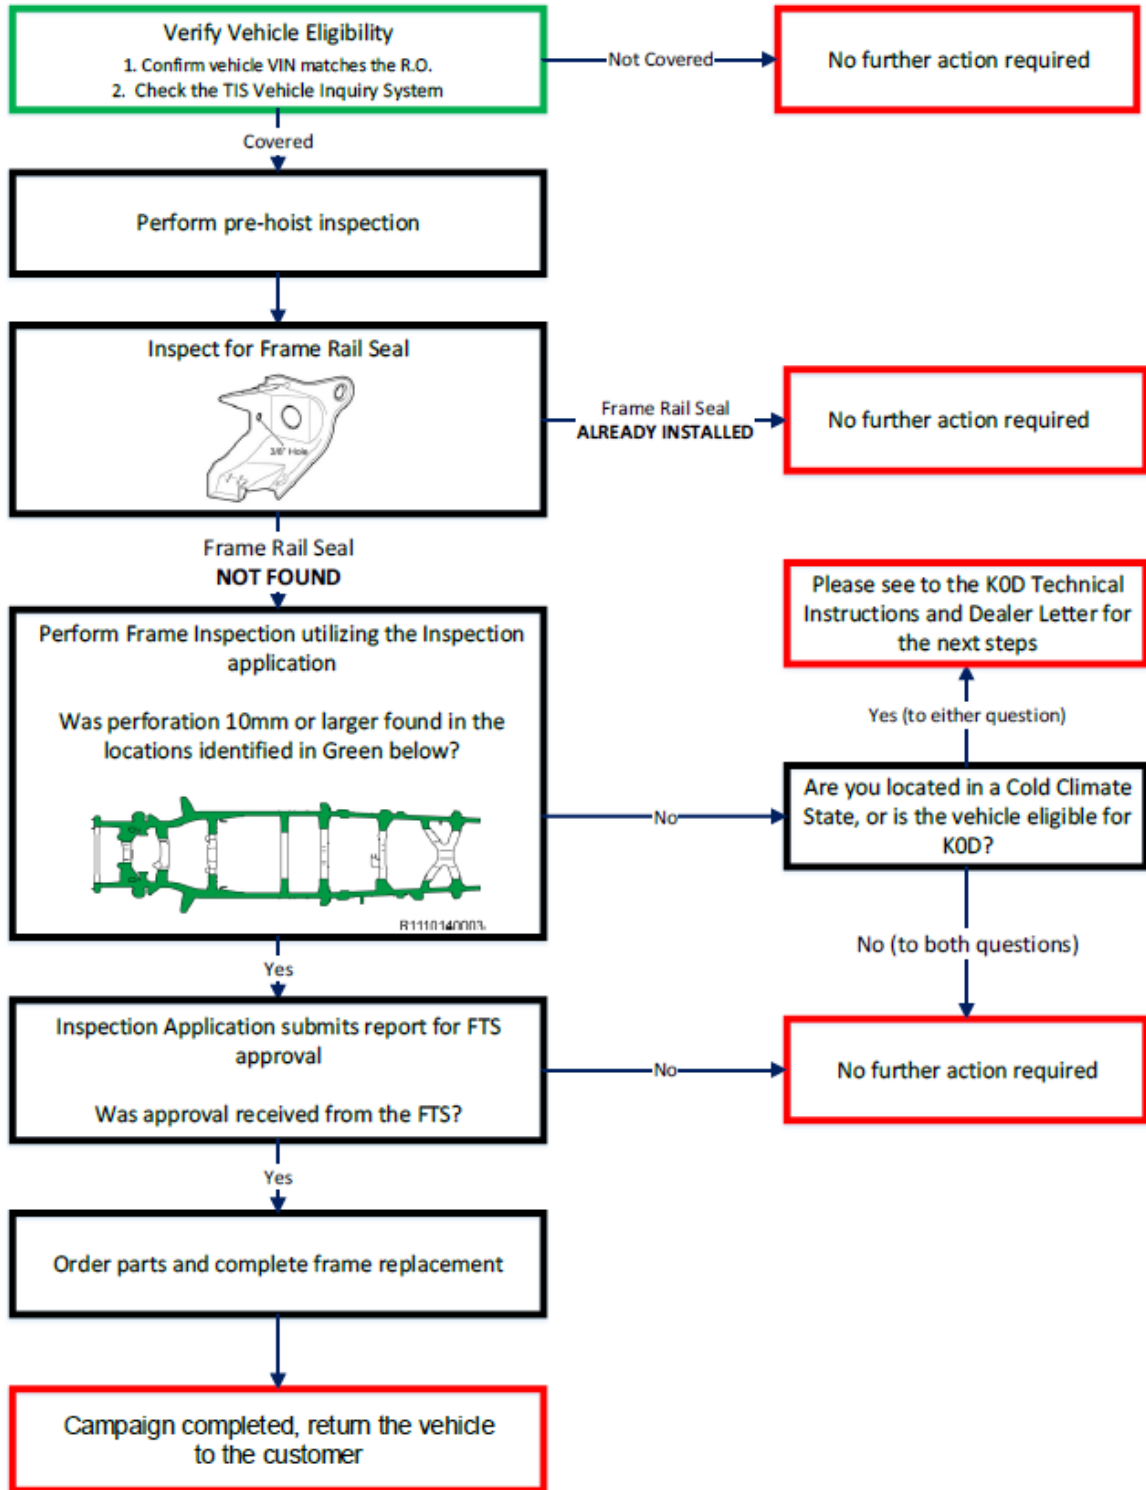 Verify Vehicle Eligibility
1. Confirm vehicle VIN matches the R.O.
2. Check the TIS Vehicle Inquiry System
Not Covered
No further action required
Covered
Perform pre-hoist inspection
Inspect for Frame Rail Seal
3/8" Hole
Frame Rail Seal
ALREADY INSTALLED
No further action required
Frame Rail Seal
NOT FOUND
Perform Frame Inspection utilizing the Inspection
application
Was perforation 10mm or larger found in the
locations identified in Green below?
B1110140003
No
Please see to the K0D Technical
Instructions and Dealer Letter for
the next steps
Yes (to either question)
Are you located in a Cold Climate
State, or is the vehicle eligible for
K0D?
No (to both questions)
Yes
Inspection Application submits report for FTS
approval
Was approval received from the FTS?
No
No further action required
Yes
Order parts and complete frame replacement
Campaign completed, return the vehicle
to the customer